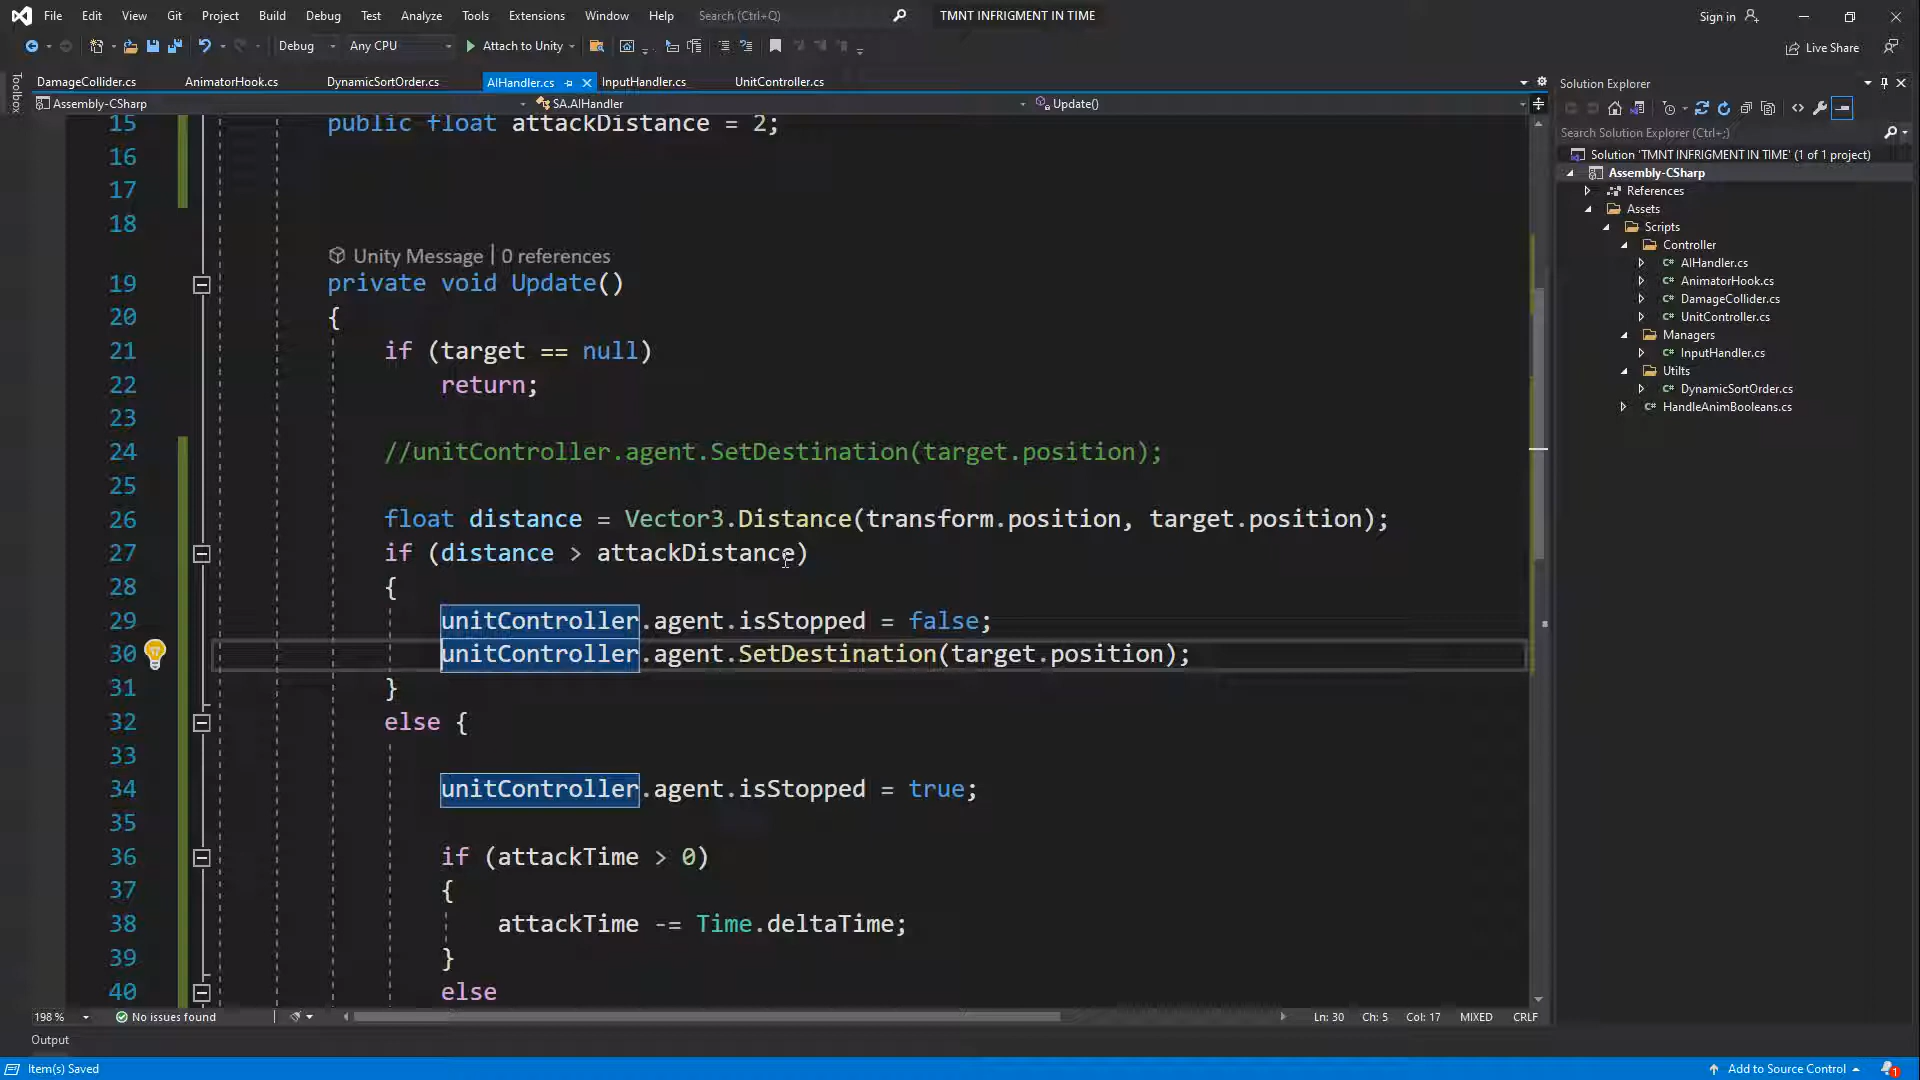 File Edit View Git Project Build Debug Test Analyze Tools Extensions Window Help Search (Ctrl+Q) TMNT INFRIGMENT IN TIME Sign in
Debug Any CPU Attach to Unity Live Share
DamageCollider.cs AnimatorHook.cs DynamicSortOrder.cs AIHandler.cs InputHandler.cs UnitController.cs
Assembly-CSharp SA.AIHandler Update()
Toolbox
15 public float attackDistance = 2;
16
17
18
Unity Message | 0 references
19 private void Update()
20 {
21 if (target == null)
22 return;
23
24 //unitController.agent.SetDestination(target.position);
25
26 float distance = Vector3.Distance(transform.position, target.position);
27 if (distance > attackDistance)
28 {
29 unitController.agent.isStopped = false;
30 unitController.agent.SetDestination(target.position);
31 }
32 else {
33
34 unitController.agent.isStopped = true;
35
36 if (attackTime > 0)
37 {
38 attackTime -= Time.deltaTime;
39 }
40 else
198 % No issues found Ln: 30 Ch: 5 Col: 17 MIXED CRLF
Output
Item(s) Saved Add to Source Control 1
Solution Explorer
Search Solution Explorer (Ctrl+;)
Solution 'TMNT INFRIGMENT IN TIME' (1 of 1 project)
Assembly-CSharp
References
Assets
Scripts
Controller
C# AIHandler.cs
C# AnimatorHook.cs
C# DamageCollider.cs
C# UnitController.cs
Managers
C# InputHandler.cs
Utilts
C# DynamicSortOrder.cs
C# HandleAnimBooleans.cs